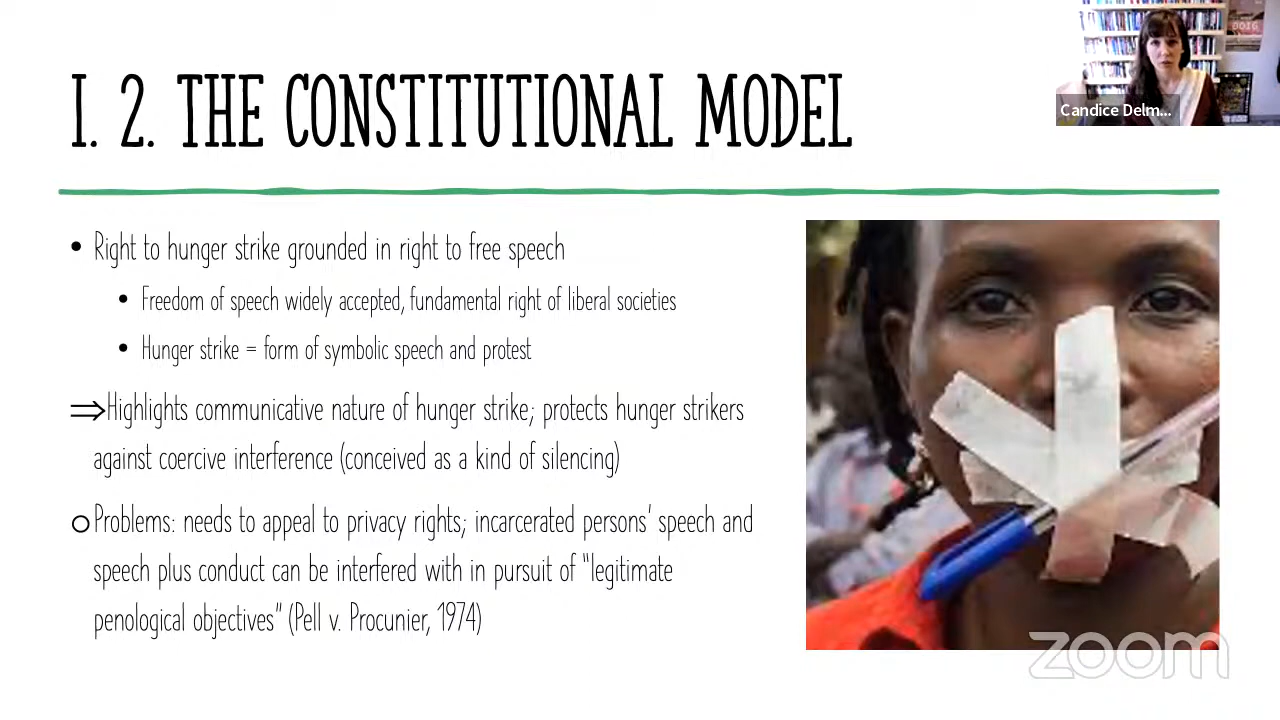 Candice Delm...
I. 2. THE CONSTITUTIONAL MODEL
• Right to hunger strike grounded in right to free speech
• Freedom of speech widely accepted, fundamental right of liberal societies
• Hunger strike = form of symbolic speech and protest
⇒Highlights communicative nature of hunger strike; protects hunger strikers
against coercive interference (conceived as a kind of silencing)
o Problems: needs to appeal to privacy rights; incarcerated persons' speech and
speech plus conduct can be interfered with in pursuit of "legitimate
penological objectives" (Pell v. Procunier, 1974)
zoom